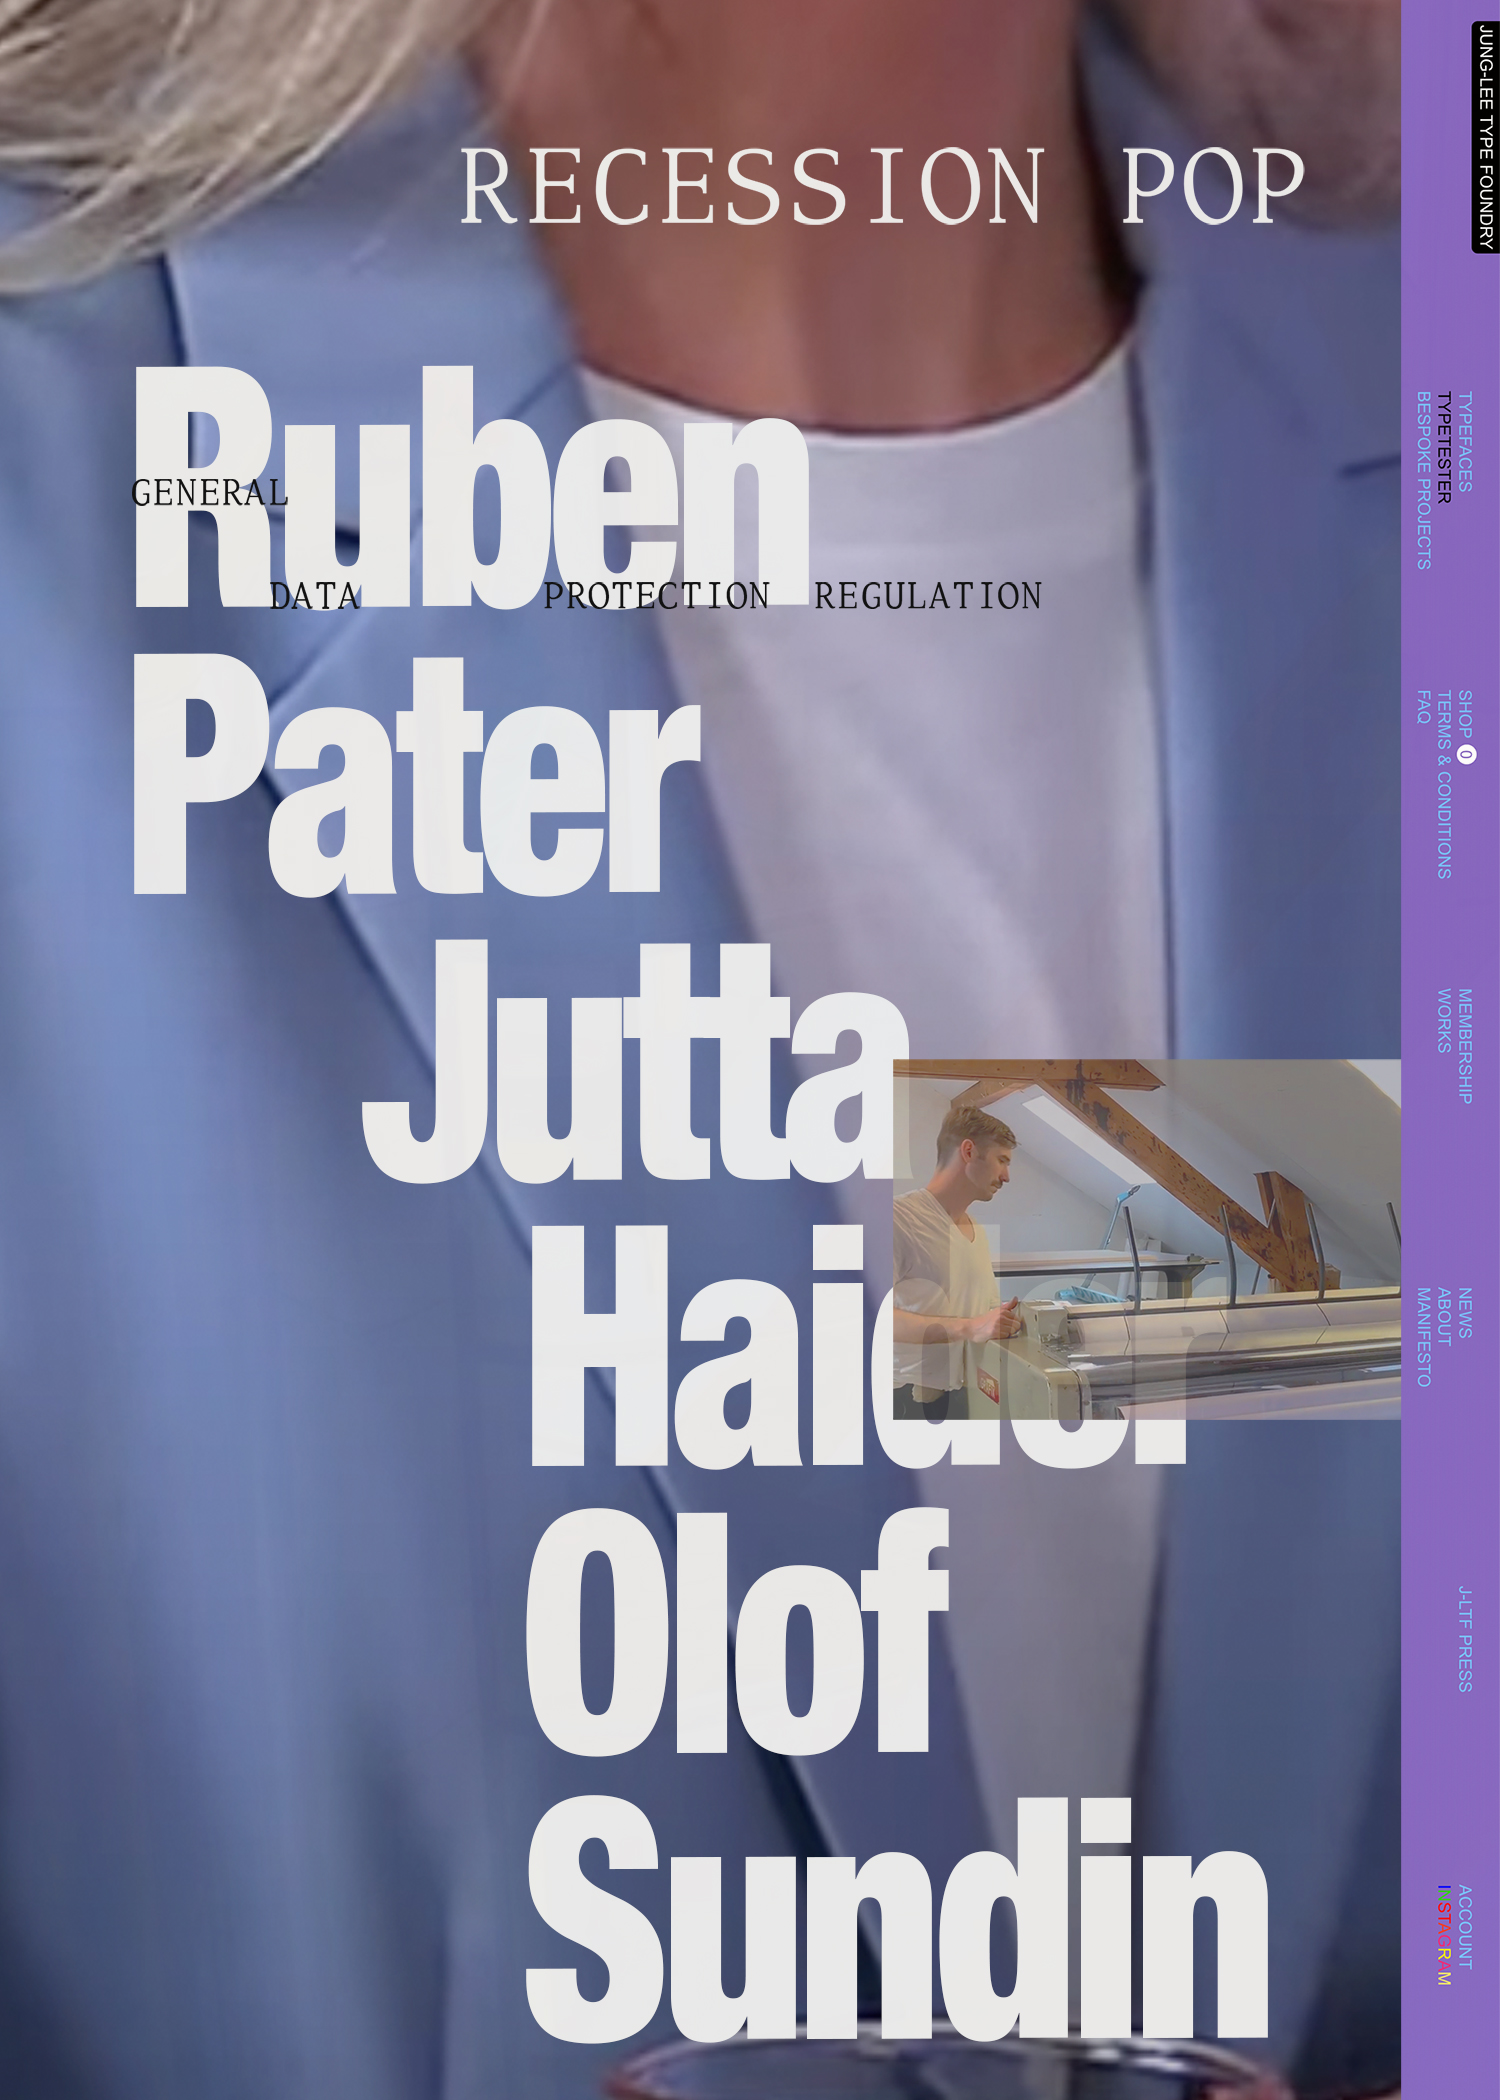 RECESSION POP
Ruben
GENERAL
DATA PROTECTION REGULATION
Pater
Jutta
Haider
Olof
Sundin
JUNG-LEE TYPE FOUNDRY
TYPEFACES
TYPETESTER
BESPOKE PROJECTS
SHOP 0
TERMS & CONDITIONS
FAQ
MEMBERSHIP
WORKS
NEWS
ABOUT
MANIFESTO
J-LTF PRESS
ACCOUNT
INSTAGRAM